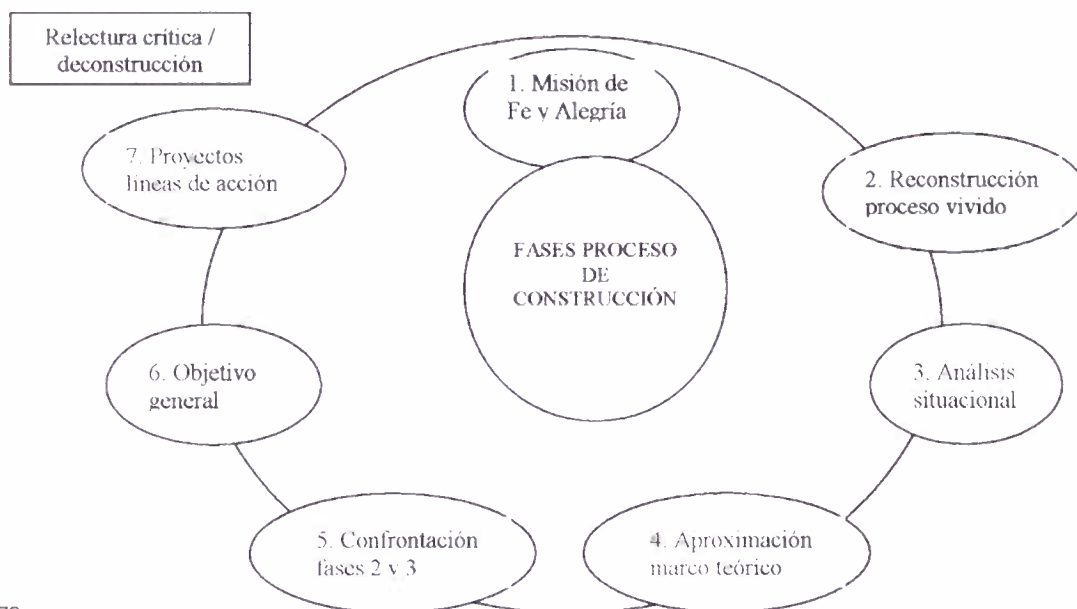 Relectura crítica /
deconstrucción
1. Misión de
Fe y Alegría
2. Reconstrucción
proceso vivido
3. Análisis
situacional
4. Aproximación
marco teórico
5. Confrontación
fases 2 y 3
6. Objetivo
general
7. Proyectos
líneas de acción
FASES PROCESO
DE
CONSTRUCCIÓN